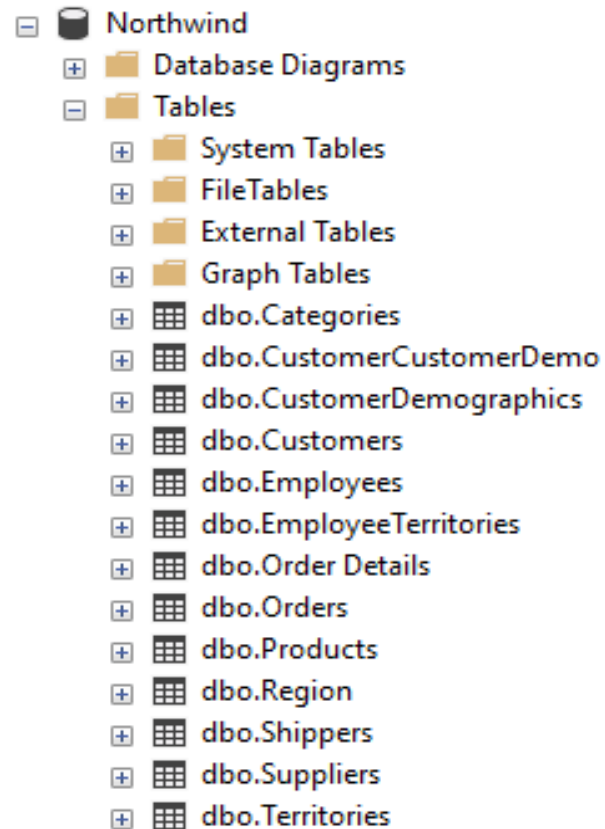 Northwind
Database Diagrams
Tables
System Tables
FileTables
External Tables
Graph Tables
dbo.Categories
dbo.CustomerCustomerDemo
dbo.CustomerDemographics
dbo.Customers
dbo.Employees
dbo.EmployeeTerritories
dbo.Order Details
dbo.Orders
dbo.Products
dbo.Region
dbo.Shippers
dbo.Suppliers
dbo.Territories